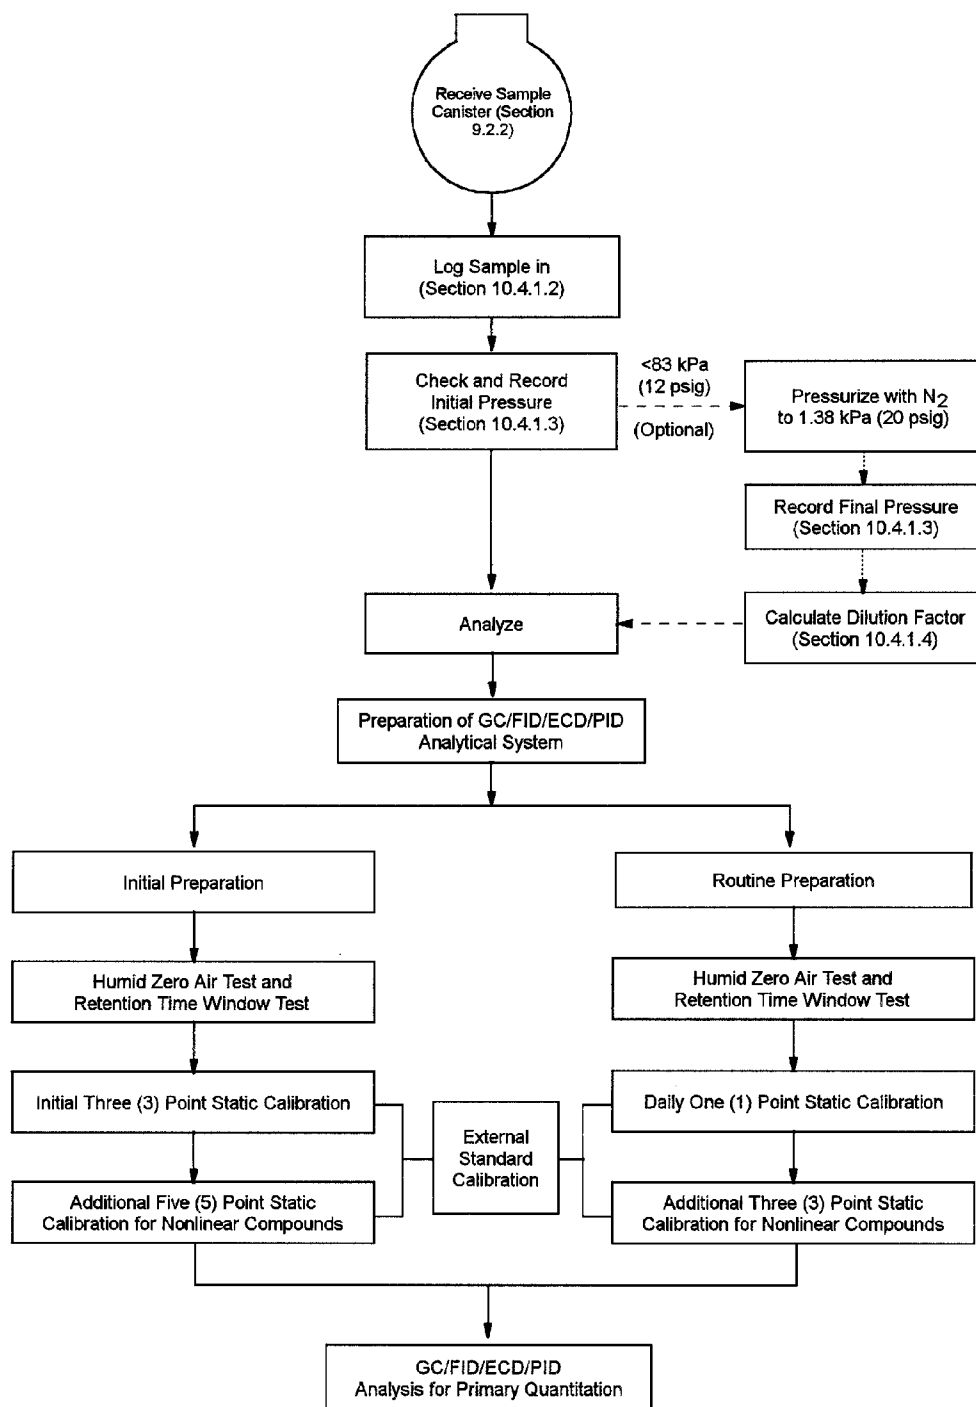 Receive Sample
Canister (Section
9.2.2)
Log Sample in
(Section 10.4.1.2)
Check and Record
Initial Pressure
(Section 10.4.1.3)
<83 kPa
(12 psig)
(Optional)
Pressurize with N2
to 1.38 kPa (20 psig)
Record Final Pressure
(Section 10.4.1.3)
Calculate Dilution Factor
(Section 10.4.1.4)
Analyze
Preparation of GC/FID/ECD/PID
Analytical System
Initial Preparation
Humid Zero Air Test and
Retention Time Window Test
Initial Three (3) Point Static Calibration
Additional Five (5) Point Static
Calibration for Nonlinear Compounds
External
Standard
Calibration
Routine Preparation
Humid Zero Air Test and
Retention Time Window Test
Daily One (1) Point Static Calibration
Additional Three (3) Point Static
Calibration for Nonlinear Compounds
GC/FID/ECD/PID
Analysis for Primary Quantitation